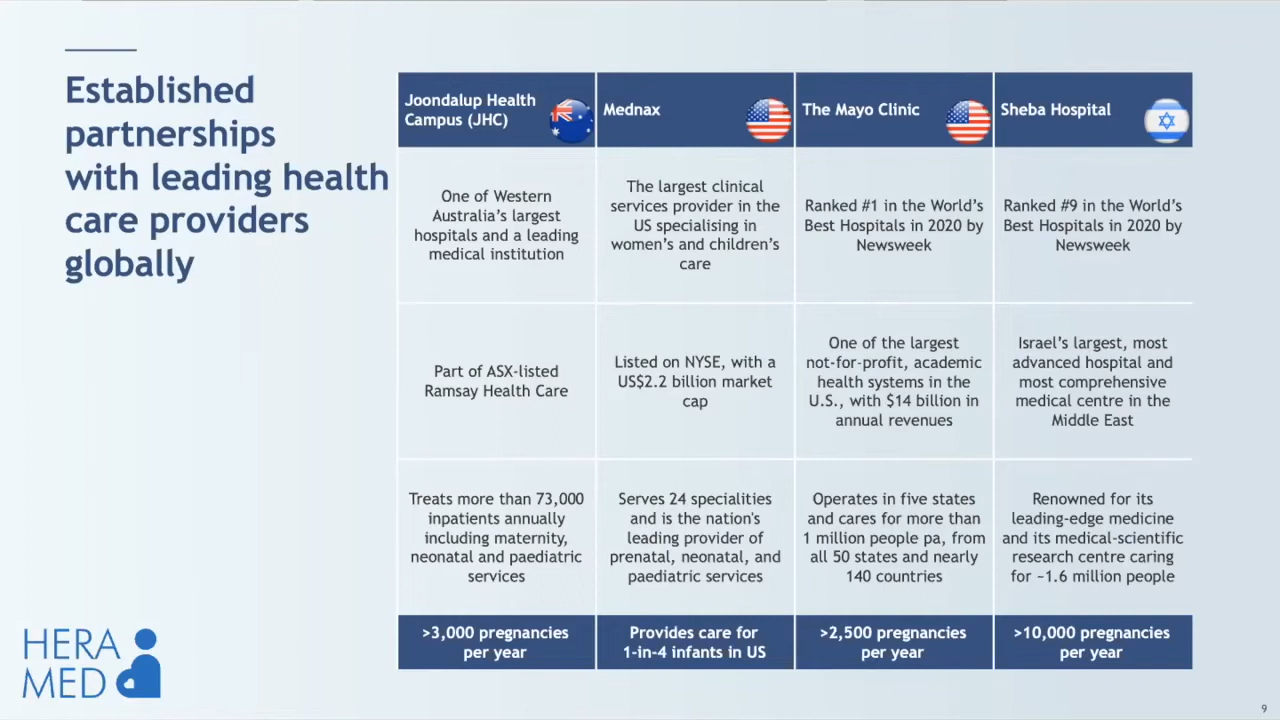 Established
partnerships
with leading health
care providers
globally
Joondalup Health
Campus (JHC)
Mednax
The Mayo Clinic
Sheba Hospital
One of Western
Australia's largest
hospitals and a leading
medical institution
The largest clinical
services provider in the
US specialising in
women's and children's
care
Ranked #1 in the World's
Best Hospitals in 2020 by
Newsweek
Ranked #9 in the World's
Best Hospitals in 2020 by
Newsweek
Part of ASX-listed
Ramsay Health Care
Listed on NYSE, with a
US$2.2 billion market
cap
One of the largest
not-for-profit, academic
health systems in the
U.S., with $14 billion in
annual revenues
Israel's largest, most
advanced hospital and
most comprehensive
medical centre in the
Middle East
Treats more than 73,000
inpatients annually
including maternity,
neonatal and paediatric
services
Serves 24 specialities
and is the nation's
leading provider of
prenatal, neonatal, and
paediatric services
Operates in five states
and cares for more than
1 million people pa, from
all 50 states and nearly
140 countries
Renowned for its
leading-edge medicine
and its medical-scientific
research centre caring
for ~1.6 million people
>3,000 pregnancies
per year
Provides care for
1-in-4 infants in US
>2,500 pregnancies
per year
>10,000 pregnancies
per year
HERA
MED
9